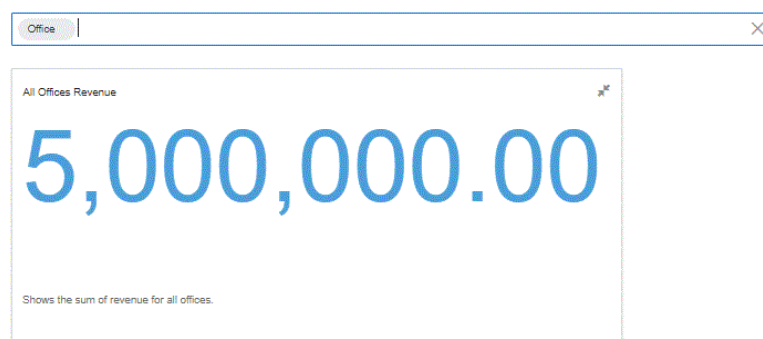 Office
All Offices Revenue
5,000,000.00
Shows the sum of revenue for all offices.